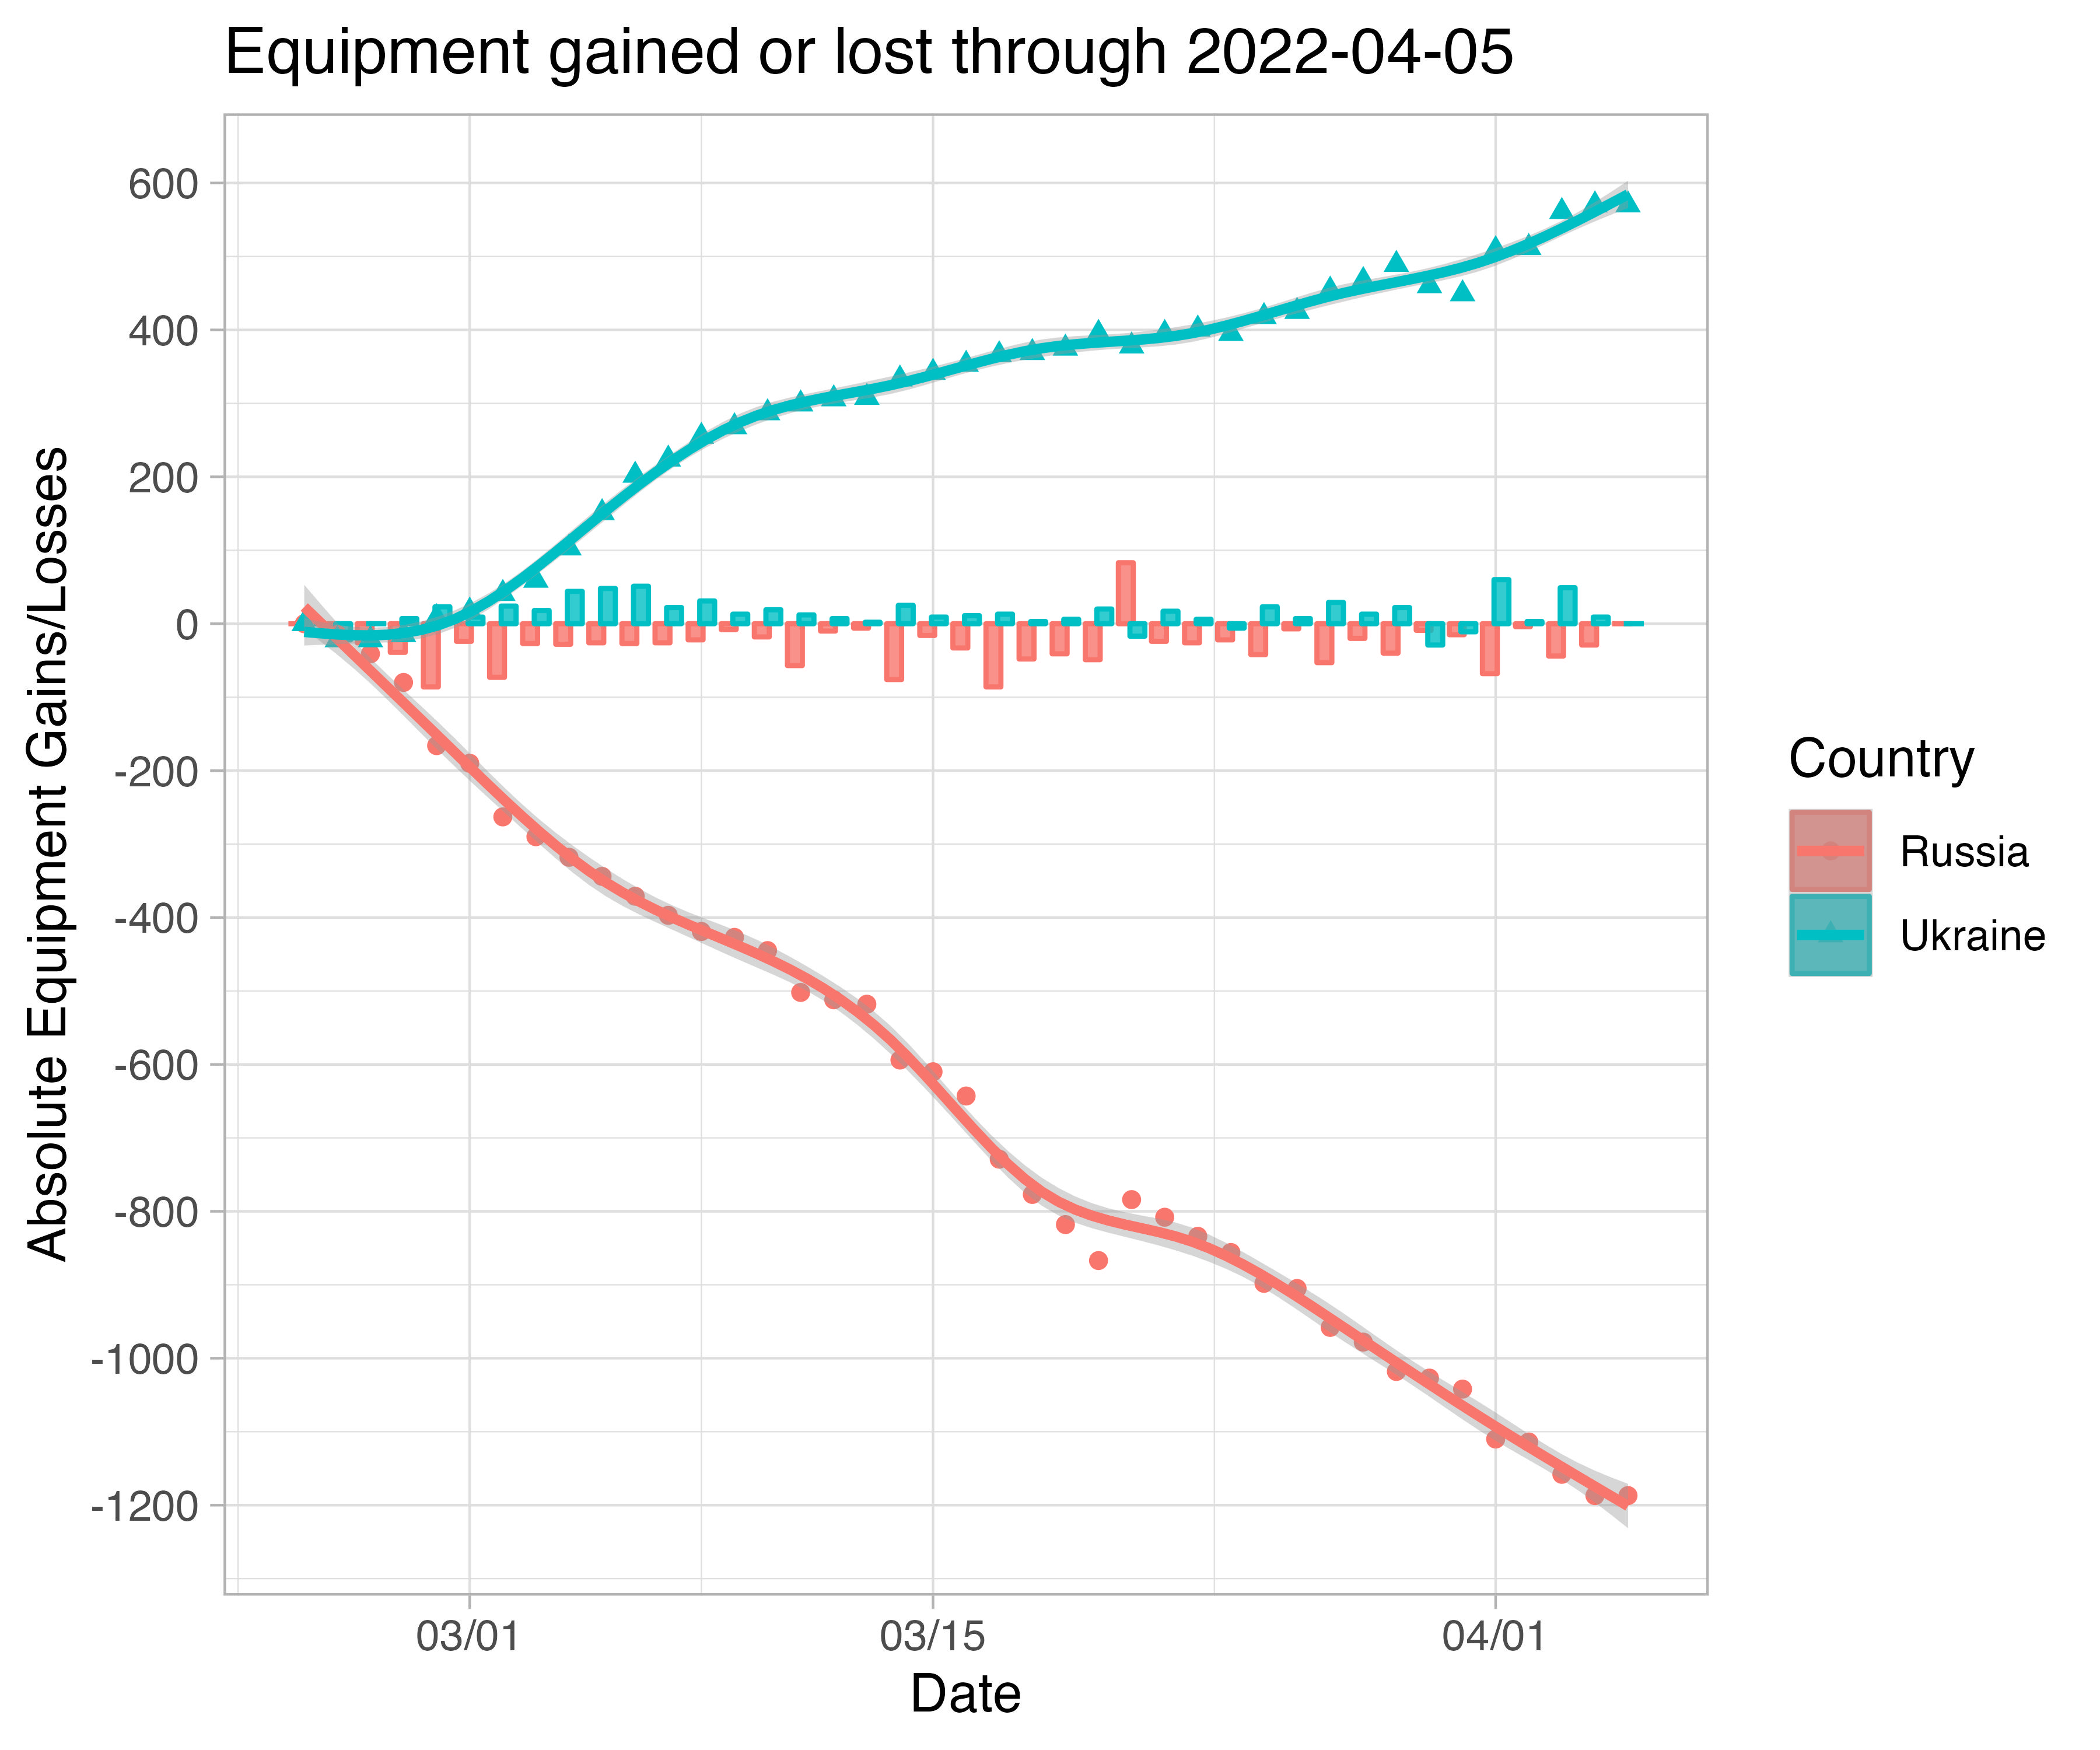 Equipment gained or lost through 2022-04-05
Absolute Equipment Gains/Losses
600
400
200
0
-200
-400
-600
-800
-1000
-1200
03/01
03/15
04/01
Date
Country
Russia
Ukraine